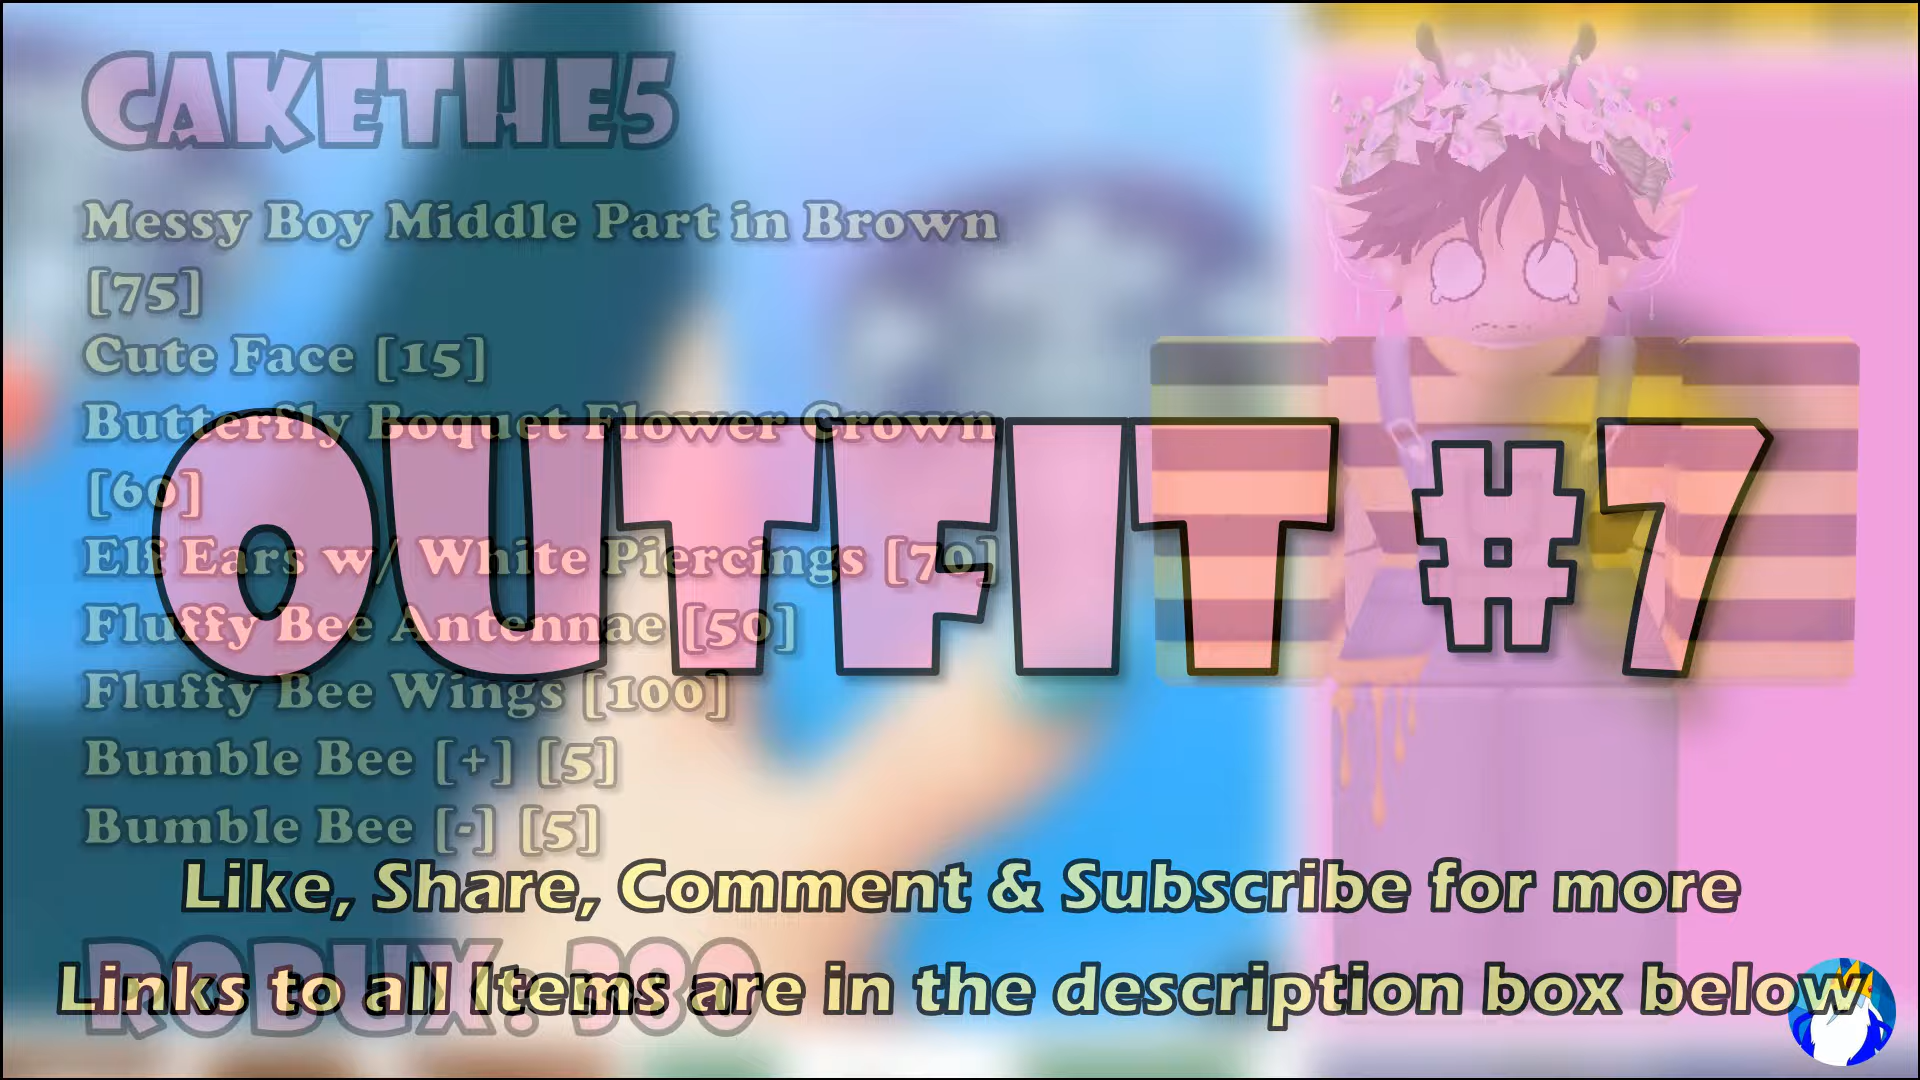 CAKETHE5
Messy Boy Middle Part in Brown
[75]
Cute Face [15]
Butterfly Boquet Flower Crown
[60]
OUTFIT #7
Elf Ears w/ White Piercings [70]
Fluffy Bee Antennae [50]
Fluffy Bee Wings [100]
Bumble Bee [+] [5]
Bumble Bee [-] [5]
Like, Share, Comment & Subscribe for more
ROBUX: 380
Links to all Items are in the description box below